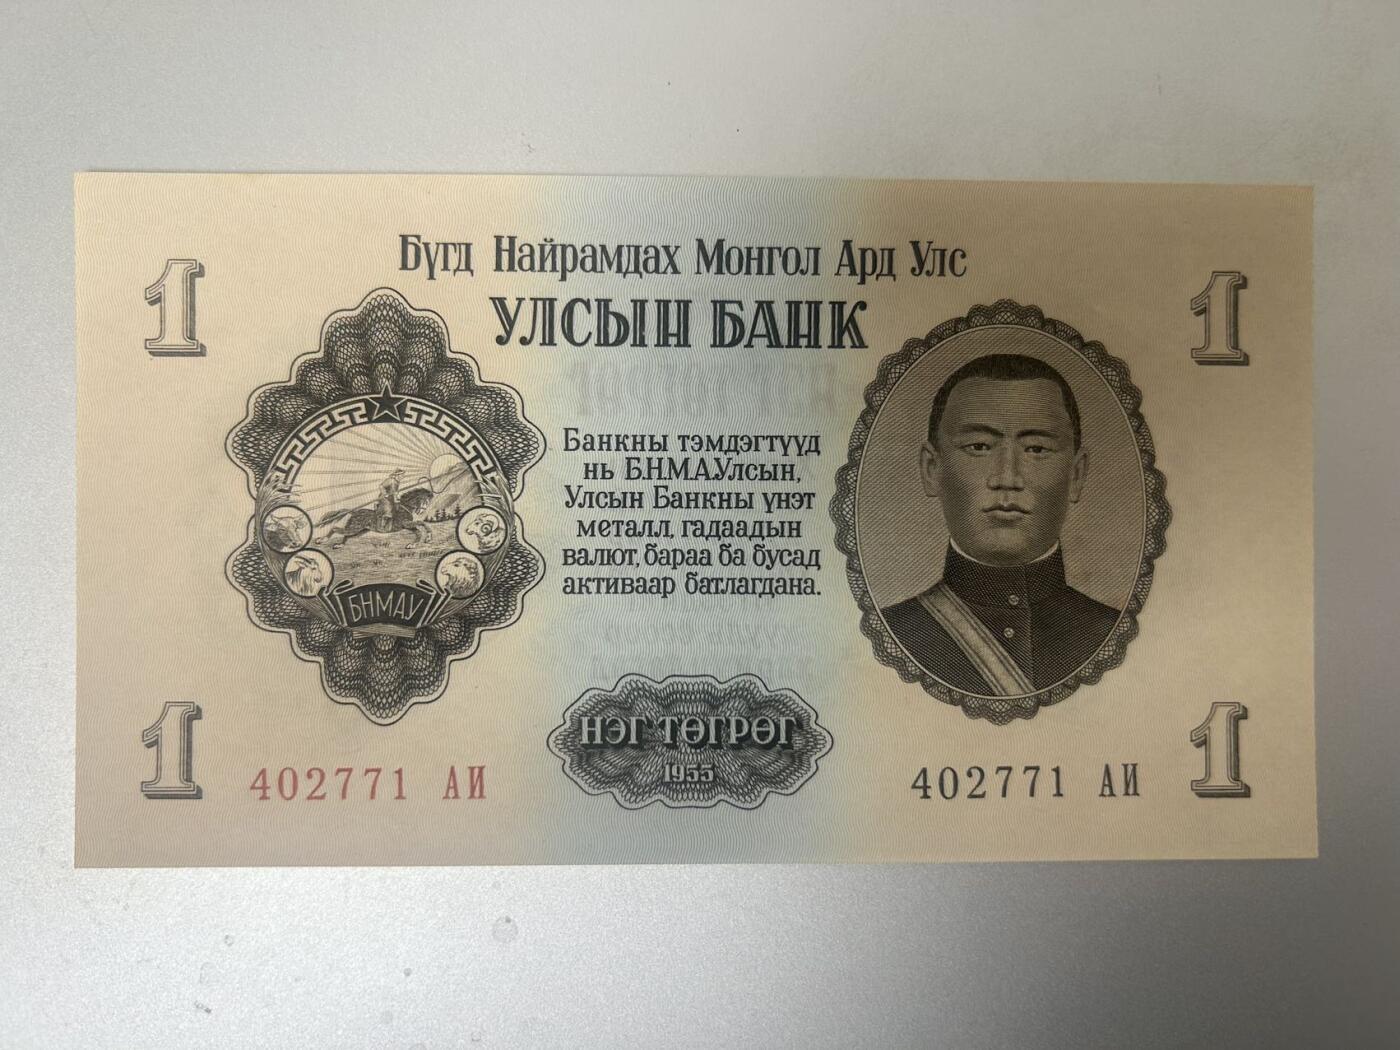 Бүгд Найрамдах Монгол Ард Улс
УЛСЫН БАНК
1
1
Банкны тэмдэгтүүд
нь Б.Н.М.А.Улсын,
Улсын Банкны үнэт
металл, гадаадын
валют, бараа ба бусад
активаар батлагдана.
БНМАУ
НЭГ ТӨГРӨГ
1955
1
402771 АИ
402771 АИ
1